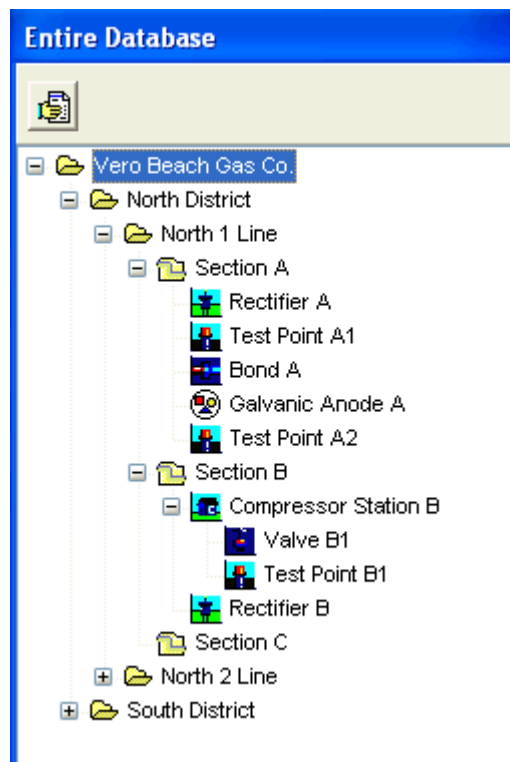 Entire Database
Vero Beach Gas Co.
North District
North 1 Line
Section A
Rectifier A
Test Point A1
Bond A
Galvanic Anode A
Test Point A2
Section B
Compressor Station B
Valve B1
Test Point B1
Rectifier B
Section C
North 2 Line
South District